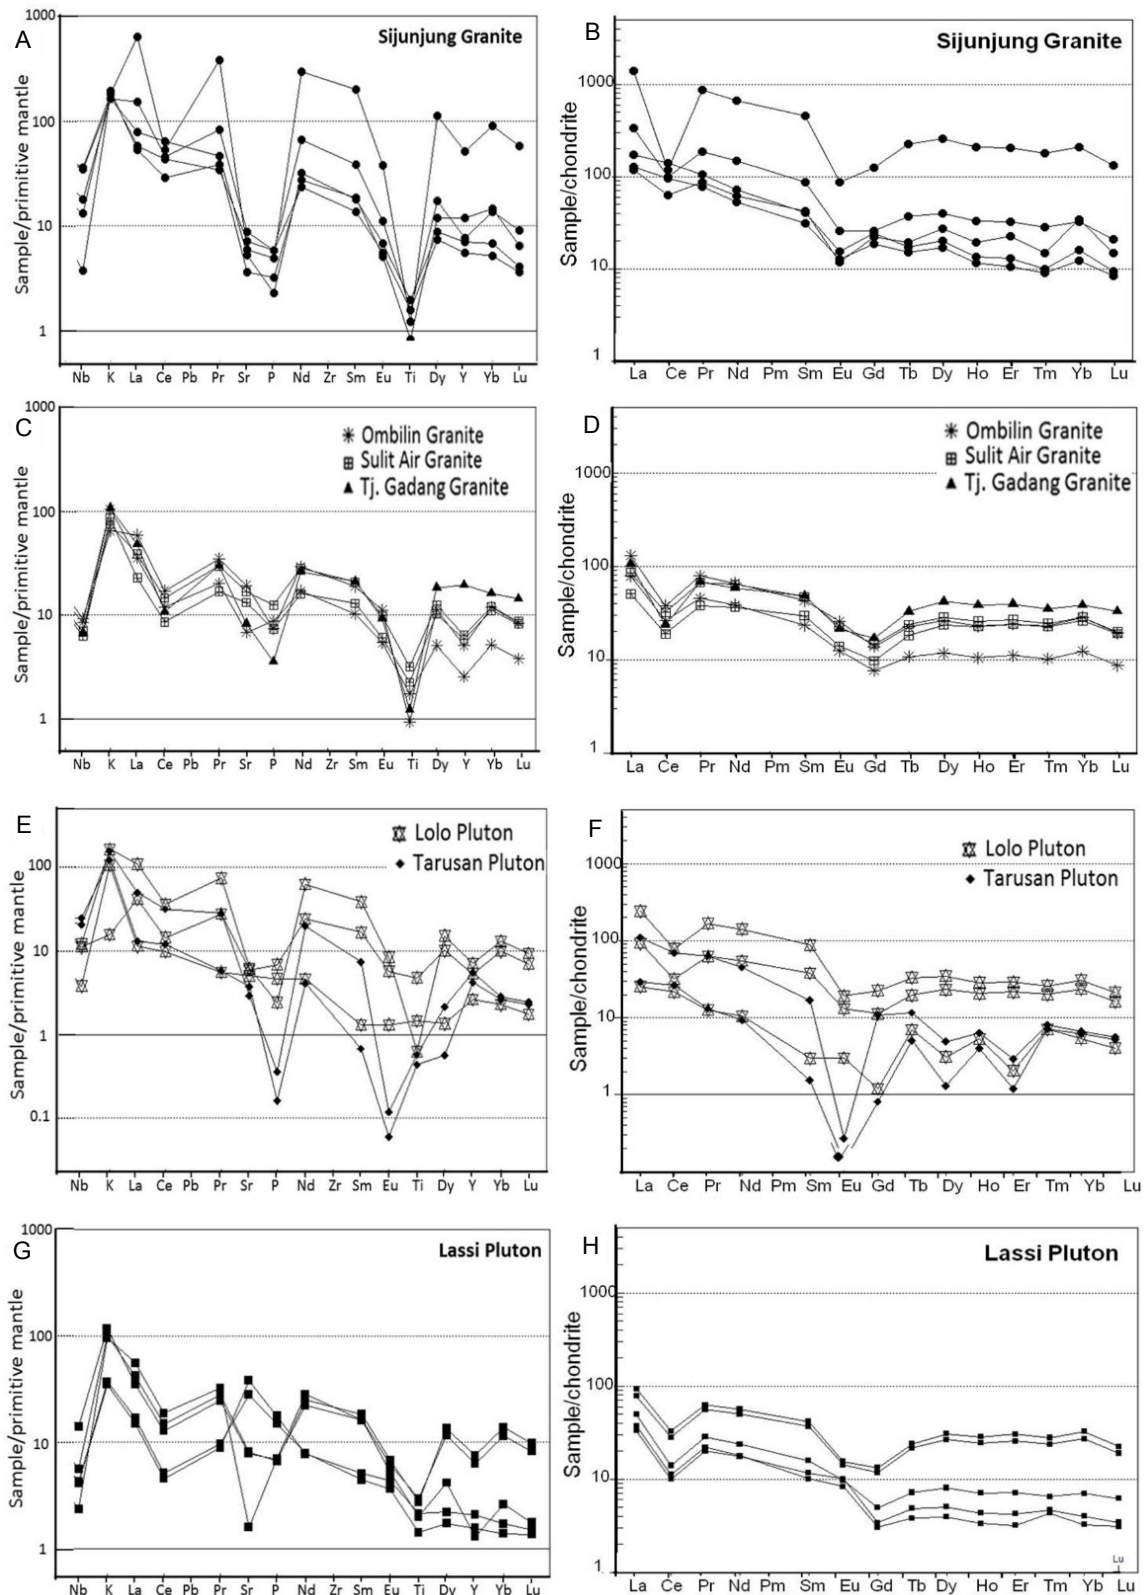 A
Sijunjung Granite
Sample/primitive mantle
1000
100
10
1
Nb K La Ce Pb Pr Sr P Nd Zr Sm Eu Ti Dy Y Yb Lu
B
Sijunjung Granite
Sample/chondrite
1000
100
10
1
La Ce Pr Nd Pm Sm Eu Gd Tb Dy Ho Er Tm Yb Lu
C
Ombilin Granite
Sulit Air Granite
Tj. Gadang Granite
Sample/primitive mantle
1000
100
10
1
Nb K La Ce Pb Pr Sr P Nd Zr Sm Eu Ti Dy Y Yb Lu
D
Ombilin Granite
Sulit Air Granite
Tj. Gadang Granite
Sample/chondrite
1000
100
10
1
La Ce Pr Nd Pm Sm Eu Gd Tb Dy Ho Er Tm Yb Lu
E
Lolo Pluton
Tarusan Pluton
Sample/primitive mantle
100
10
1
0.1
Nb K La Ce Pb Pr Sr P Nd Zr Sm Eu Ti Dy Y Yb Lu
F
Lolo Pluton
Tarusan Pluton
Sample/chondrite
1000
100
10
1
La Ce Pr Nd Pm Sm Eu Gd Tb Dy Ho Er Tm Yb Lu
G
Lassi Pluton
Sample/primitive mantle
1000
100
10
1
Nb K La Ce Pb Pr Sr P Nd Zr Sm Eu Ti Dy Y Yb Lu
H
Lassi Pluton
Sample/chondrite
1000
100
10
1
Lu
La Ce Pr Nd Pm Sm Eu Gd Tb Dy Ho Er Tm Yb Lu